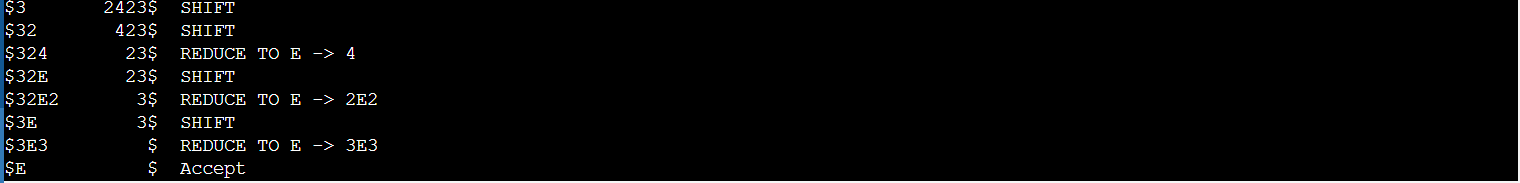 $3       2423$  SHIFT
$32       423$  SHIFT
$324       23$  REDUCE TO E -> 4
$32E       23$  SHIFT
$32E2       3$  REDUCE TO E -> 2E2
$3E         3$  SHIFT
$3E3         $  REDUCE TO E -> 3E3
$E           $  Accept